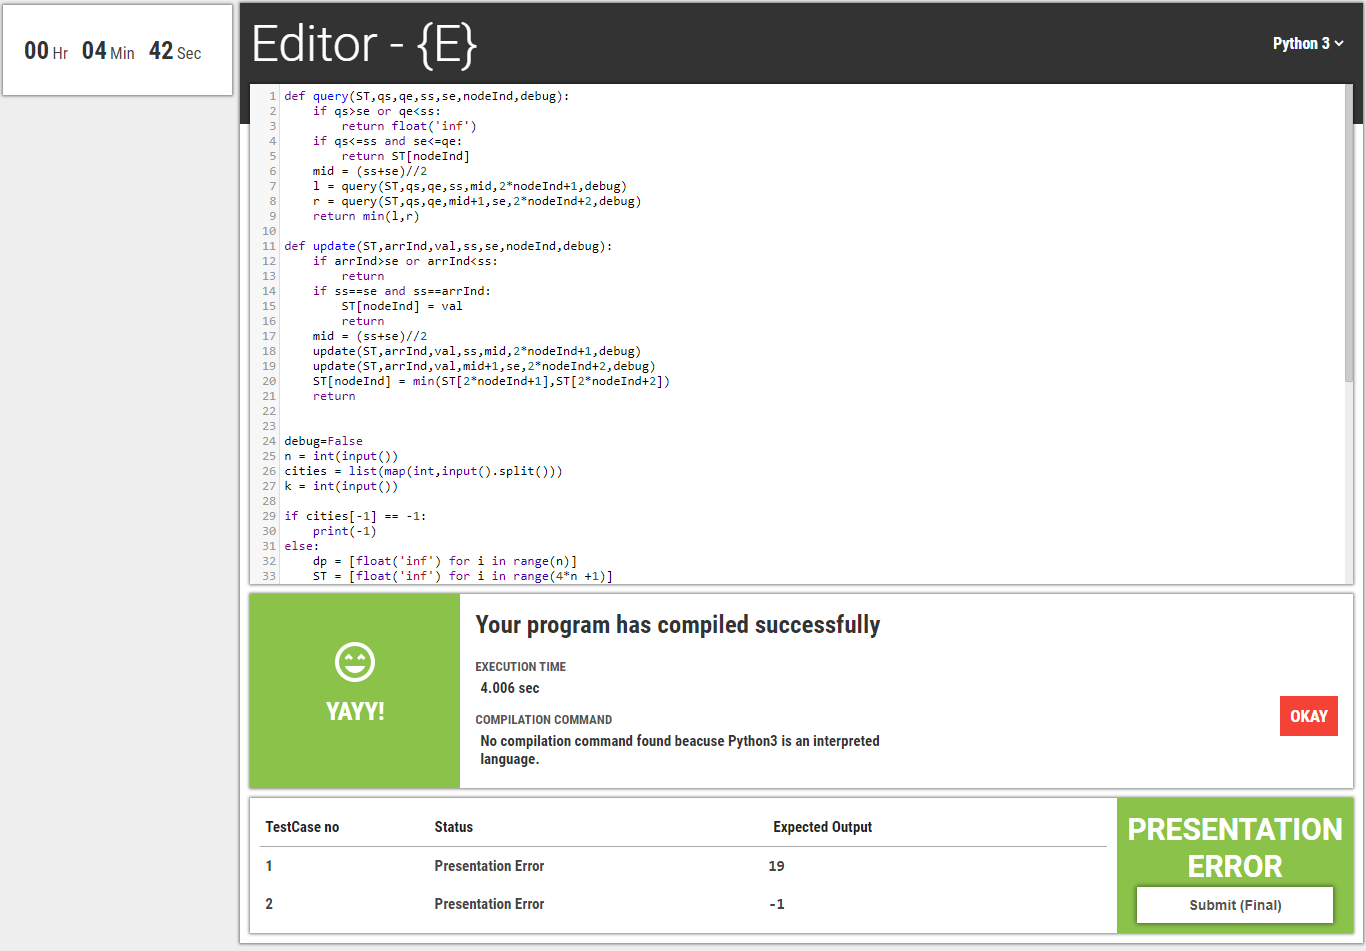 00 Hr 04 Min 42 Sec
Editor - {E}
Python 3
1 def query(ST,qs,qe,ss,se,nodeInd,debug):
2     if qs>se or qe<ss:
3         return float('inf')
4     if qs<=ss and se<=qe:
5         return ST[nodeInd]
6     mid = (ss+se)//2
7     l = query(ST,qs,qe,ss,mid,2*nodeInd+1,debug)
8     r = query(ST,qs,qe,mid+1,se,2*nodeInd+2,debug)
9     return min(l,r)
10
11 def update(ST,arrInd,val,ss,se,nodeInd,debug):
12     if arrInd>se or arrInd<ss:
13         return
14     if ss==se and ss==arrInd:
15         ST[nodeInd] = val
16         return
17     mid = (ss+se)//2
18     update(ST,arrInd,val,ss,mid,2*nodeInd+1,debug)
19     update(ST,arrInd,val,mid+1,se,2*nodeInd+2,debug)
20     ST[nodeInd] = min(ST[2*nodeInd+1],ST[2*nodeInd+2])
21     return
22
23
24 debug=False
25 n = int(input())
26 cities = list(map(int,input().split()))
27 k = int(input())
28
29 if cities[-1] == -1:
30     print(-1)
31 else:
32     dp = [float('inf') for i in range(n)]
33     ST = [float('inf') for i in range(4*n +1)]
YAYY!
Your program has compiled successfully
EXECUTION TIME
4.006 sec
COMPILATION COMMAND
No compilation command found beacuse Python3 is an interpreted
language.
OKAY
TestCase no Status Expected Output
1 Presentation Error 19
2 Presentation Error -1
PRESENTATION
ERROR
Submit (Final)